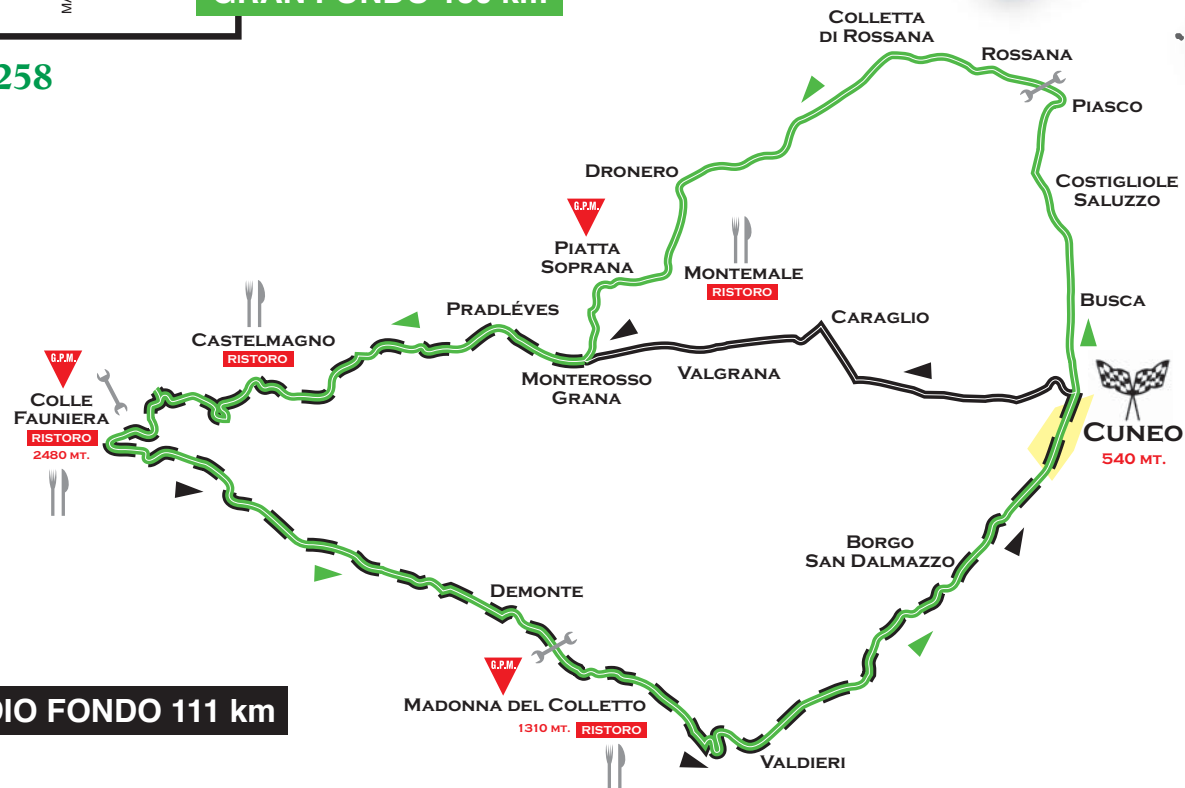 258
COLLETTA
DI ROSSANA
ROSSANA
PIASCO
DRONERO
COSTIGLIOLE
SALUZZO
G.P.M.
PIATTA
SOPRANA
MONTEMALE
RISTORO
BUSCA
PRADLÉVES
CARAGLIO
CASTELMAGNO
RISTORO
MONTEROSSO
GRANA
VALGRANA
G.P.M.
COLLE
FAUNIERA
RISTORO
2480 MT.
CUNEO
540 MT.
BORGO
SAN DALMAZZO
DEMONTE
G.P.M.
MADONNA DEL COLLETTO
1310 MT. RISTORO
VALDIERI
FONDO 111 km